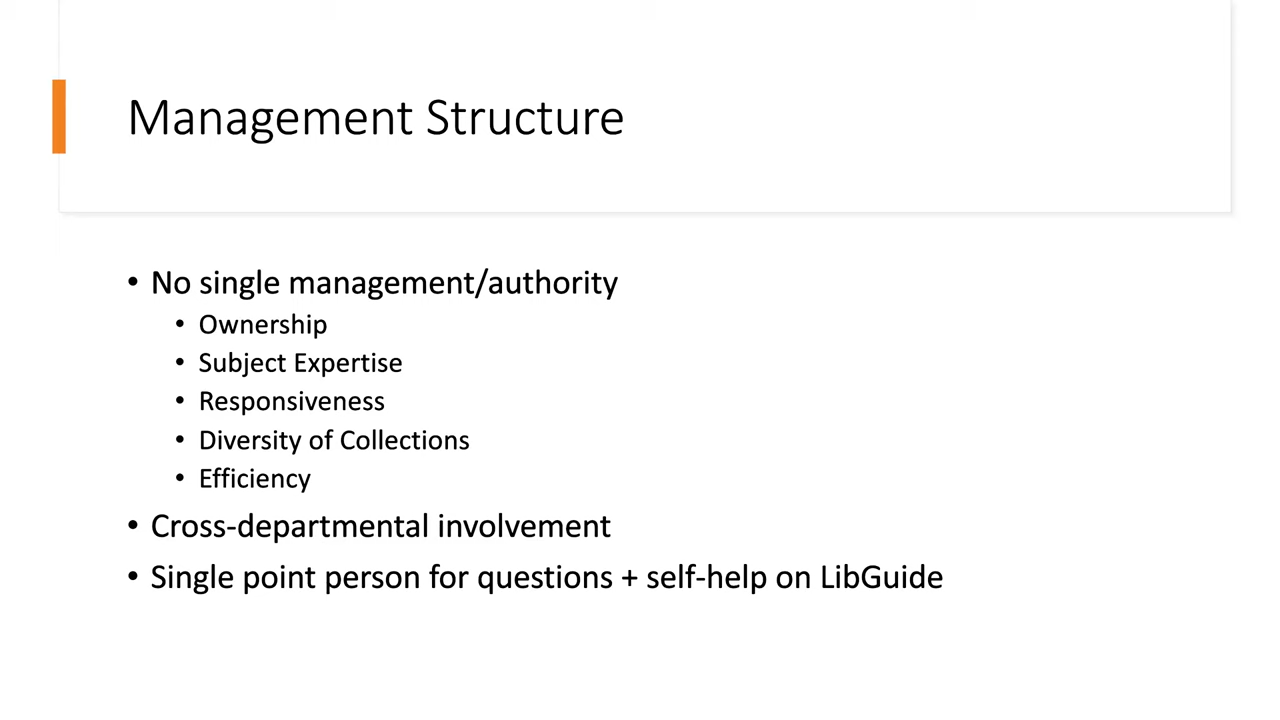 Management Structure
• No single management/authority
• Ownership
• Subject Expertise
• Responsiveness
• Diversity of Collections
• Efficiency
• Cross-departmental involvement
• Single point person for questions + self-help on LibGuide